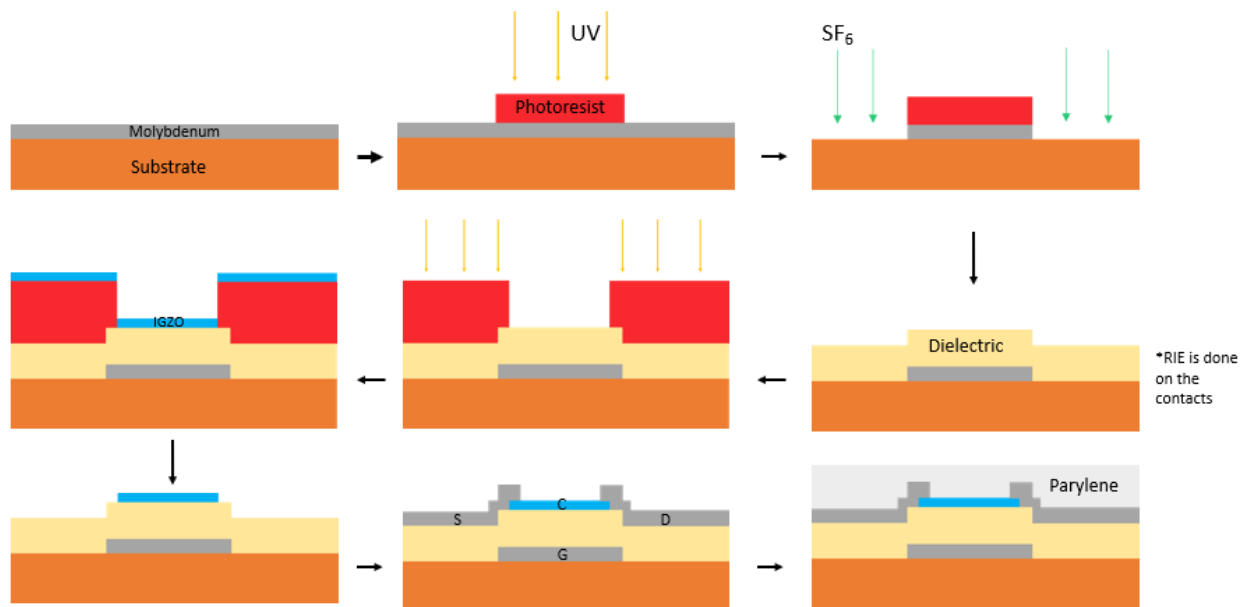 UV
SF₆
Photoresist
Molybdenum
Substrate
IGZO
Dielectric
*RIE is done
on the
contacts
C
S
D
G
Parylene